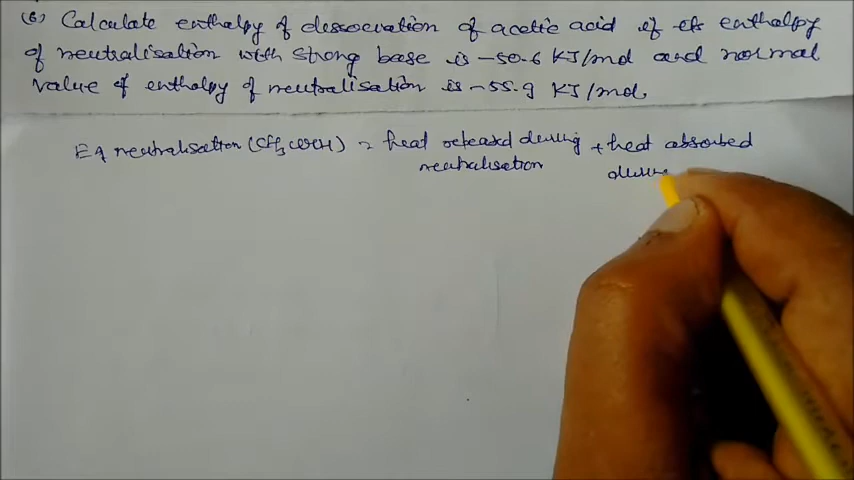 (6) Calculate enthalpy of dissociation of acetic acid if its enthalpy
of neutralisation with strong base is -50.6 KJ/mol and normal
value of enthalpy of neutralisation is -55.9 KJ/mol.
Eq neutralisation (CH3COOH) = heat released during + heat absorbed
neutralisation during